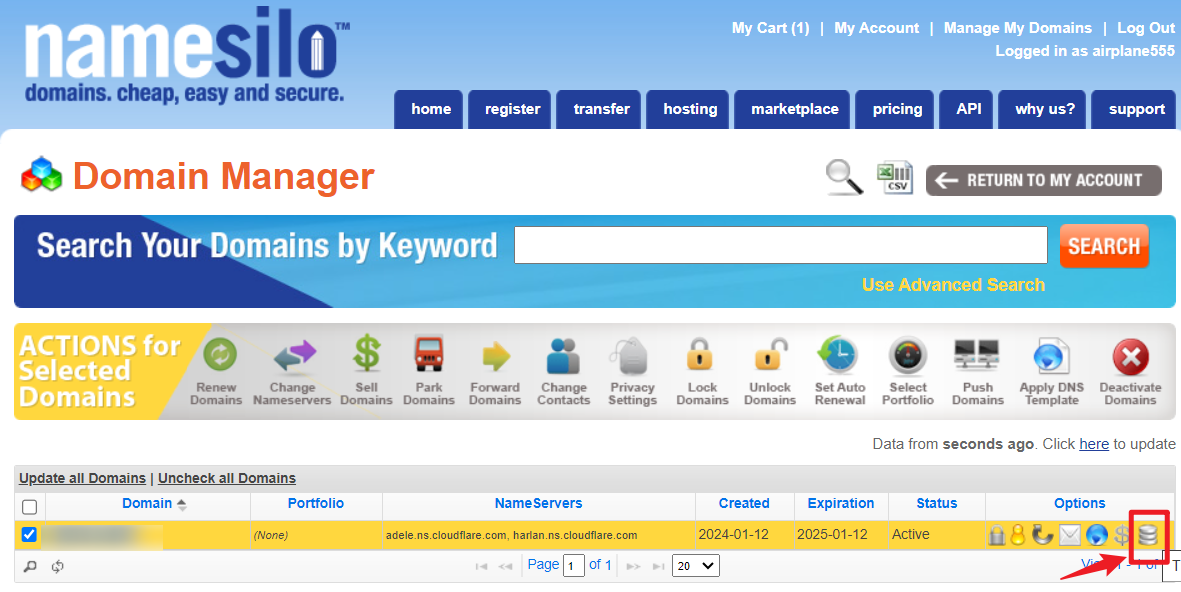 namesilo™
domains. cheap, easy and secure.
My Cart (1) | My Account | Manage My Domains | Log Out
Logged in as airplane555
home register transfer hosting marketplace pricing API why us? support
Domain Manager
CSV
RETURN TO MY ACCOUNT
Search Your Domains by Keyword
SEARCH
Use Advanced Search
ACTIONS for
Selected
Domains
Renew
Domains
Change
Nameservers
Sell
Domains
Park
Domains
Forward
Domains
Change
Contacts
Privacy
Settings
Lock
Domains
Unlock
Domains
Set Auto
Renewal
Select
Portfolio
Push
Domains
Apply DNS
Template
Deactivate
Domains
Data from seconds ago. Click here to update
Update all Domains | Uncheck all Domains
Domain Portfolio NameServers Created Expiration Status Options
(None) adele.ns.cloudflare.com, harlan.ns.cloudflare.com 2024-01-12 2025-01-12 Active
Page 1 of 1 20